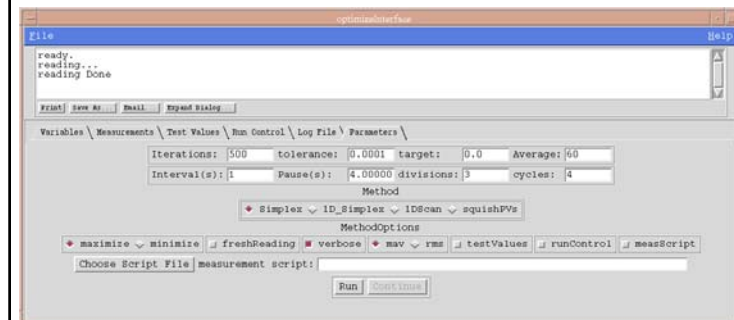 optimizeInterface
File Help
ready.
reading...
reading Done
Print Save As... Email... Expand Dialog...
Variables \ Measurements \ Test Values \ Run Control \ Log File \ Parameters \
Iterations: 500 tolerance: 0.0001 target: 0.0 Average: 60
Interval(s): 1 Pause(s): 4.00000 divisions: 3 cycles: 4
Method
Simplex 1D_Simplex 1DScan squishPVs
MethodOptions
maximize minimize freshReading verbose mav rms testValues runControl measScript
Choose Script File measurement script:
Run Continue